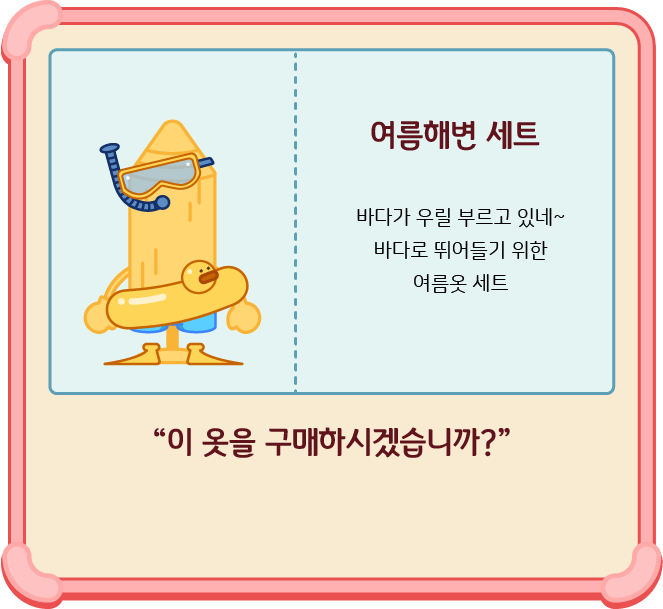 여름해변 세트
바다가 우릴 부르고 있네~
바다로 뛰어들기 위한
여름옷 세트
“이 옷을 구매하시겠습니까?”